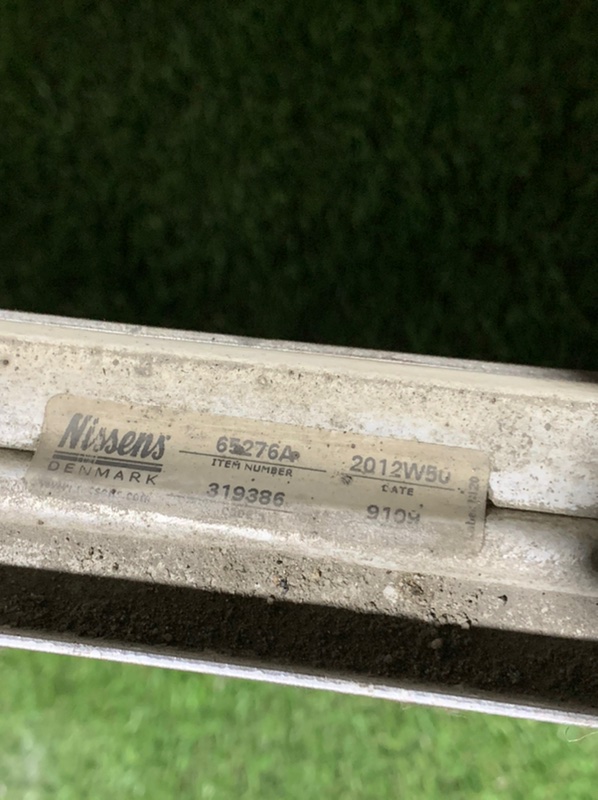 Nissens
DENMARK
65276A
ITEM NUMBER
319386
2012W50
DATE
9109